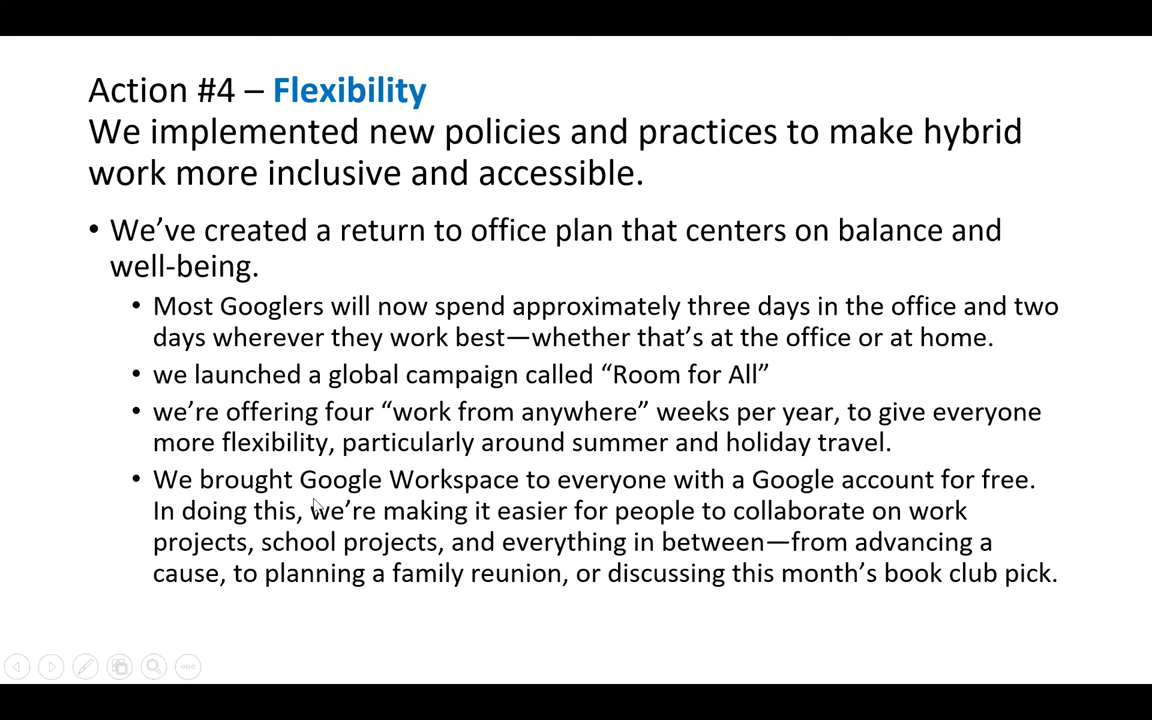 Action #4 – Flexibility
We implemented new policies and practices to make hybrid
work more inclusive and accessible.
• We’ve created a return to office plan that centers on balance and
well-being.
• Most Googlers will now spend approximately three days in the office and two
days wherever they work best—whether that’s at the office or at home.
• we launched a global campaign called “Room for All”
• we’re offering four “work from anywhere” weeks per year, to give everyone
more flexibility, particularly around summer and holiday travel.
• We brought Google Workspace to everyone with a Google account for free.
In doing this, we’re making it easier for people to collaborate on work
projects, school projects, and everything in between—from advancing a
cause, to planning a family reunion, or discussing this month’s book club pick.